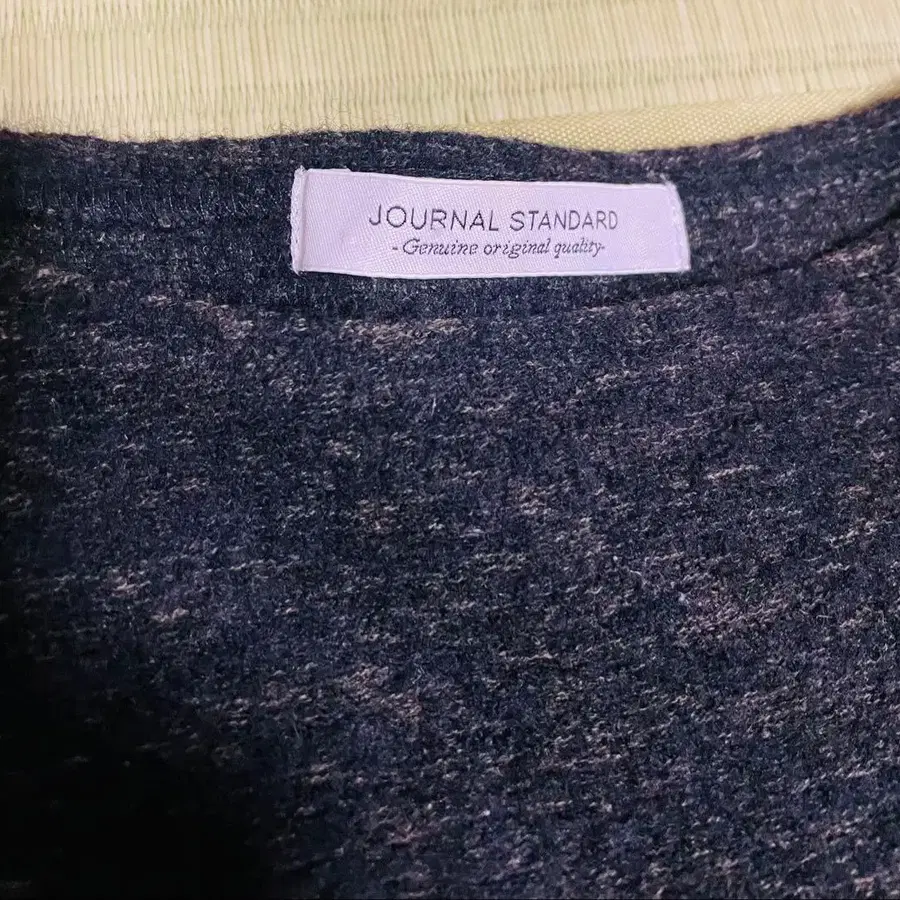 JOURNAL STANDARD
- Genuine original quality-